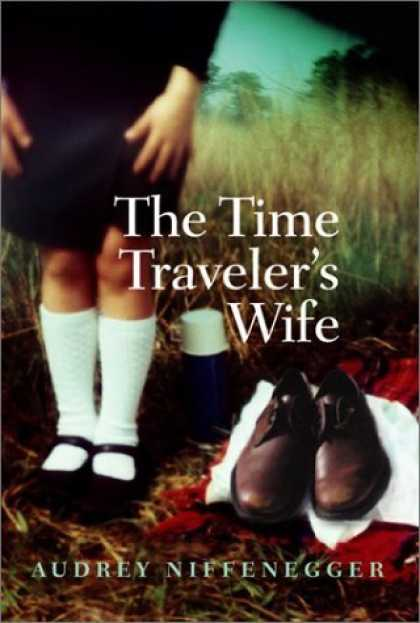 The Time
Traveler's
Wife
AUDREY NIFFENEGGER